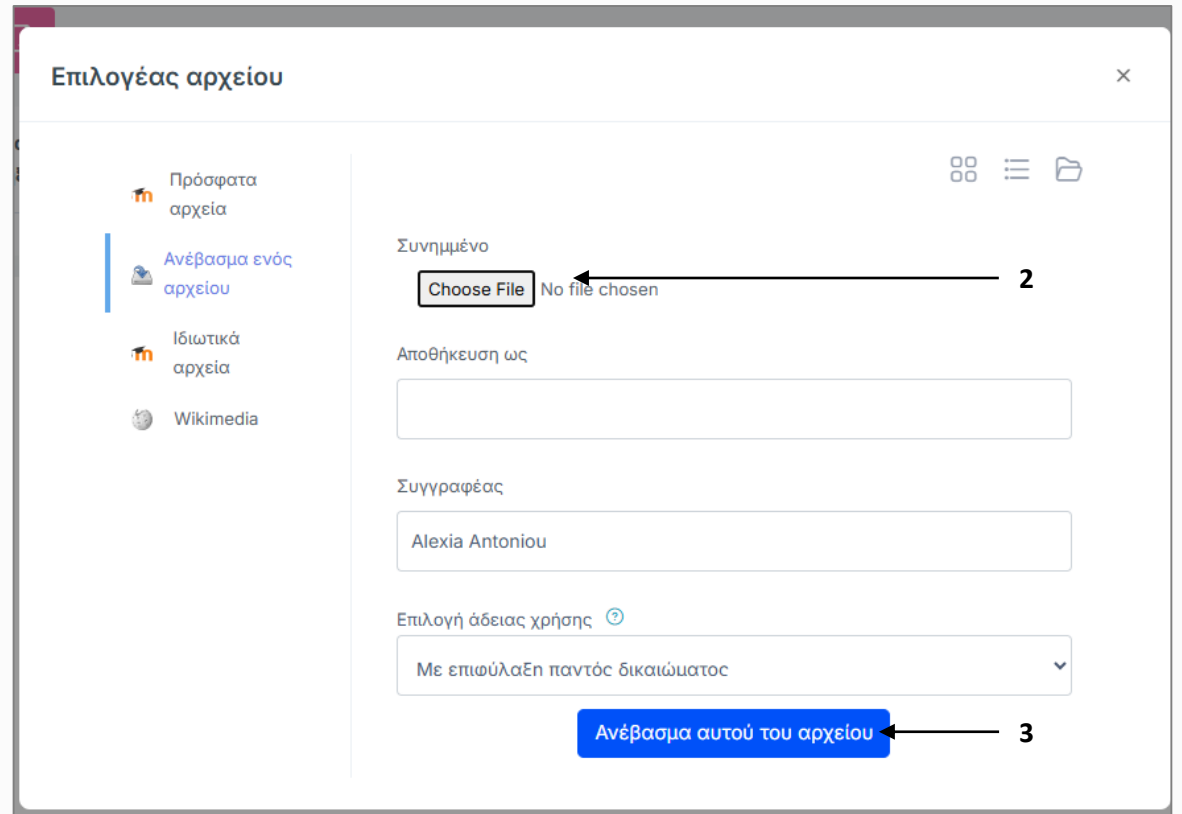 Επιλογέας αρχείου
Πρόσφατα
αρχεία
Ανέβασμα ενός
αρχείου
Ιδιωτικά
αρχεία
Wikimedia
Συνημμένο
Choose File No file chosen
2
Αποθήκευση ως
Συγγραφέας
Alexia Antoniou
Επιλογή άδειας χρήσης
Με επιφύλαξη παντός δικαιώματος
Ανέβασμα αυτού του αρχείου
3